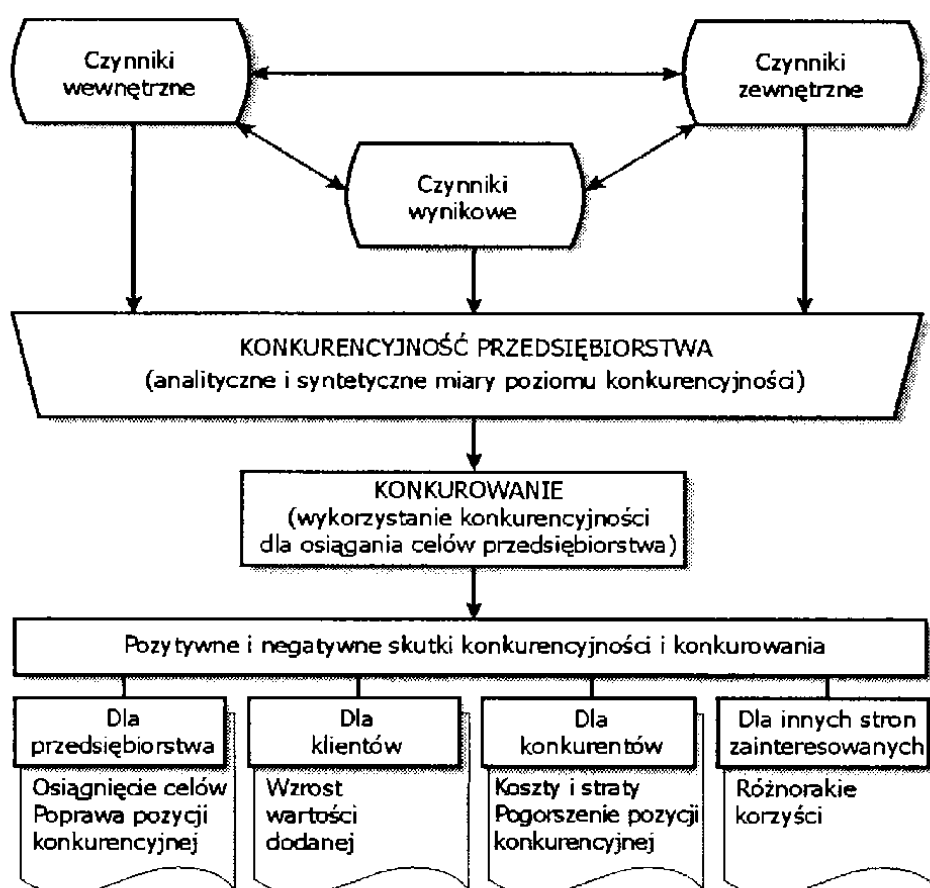 Czynniki
wewnętrzne
Czynniki
zewnętrzne
Czynniki
wynikowe
KONKURENCYJNOŚĆ PRZEDSIĘBIORSTWA
(analityczne i syntetyczne miary poziomu konkurencyjności)
KONKUROWANIE
(wykorzystanie konkurencyjności
dla osiągania celów przedsiębiorstwa)
Pozytywne i negatywne skutki konkurencyjności i konkurowania
Dla
przedsiębiorstwa
Osiągnięcie celów
Poprawa pozycji
konkurencyjnej
Dla
klientów
Wzrost
wartości
dodanej
Dla
konkurentów
Koszty i straty
Pogorszenie pozycji
konkurencyjnej
Dla innych stron
zainteresowanych
Różnorakie
korzyści